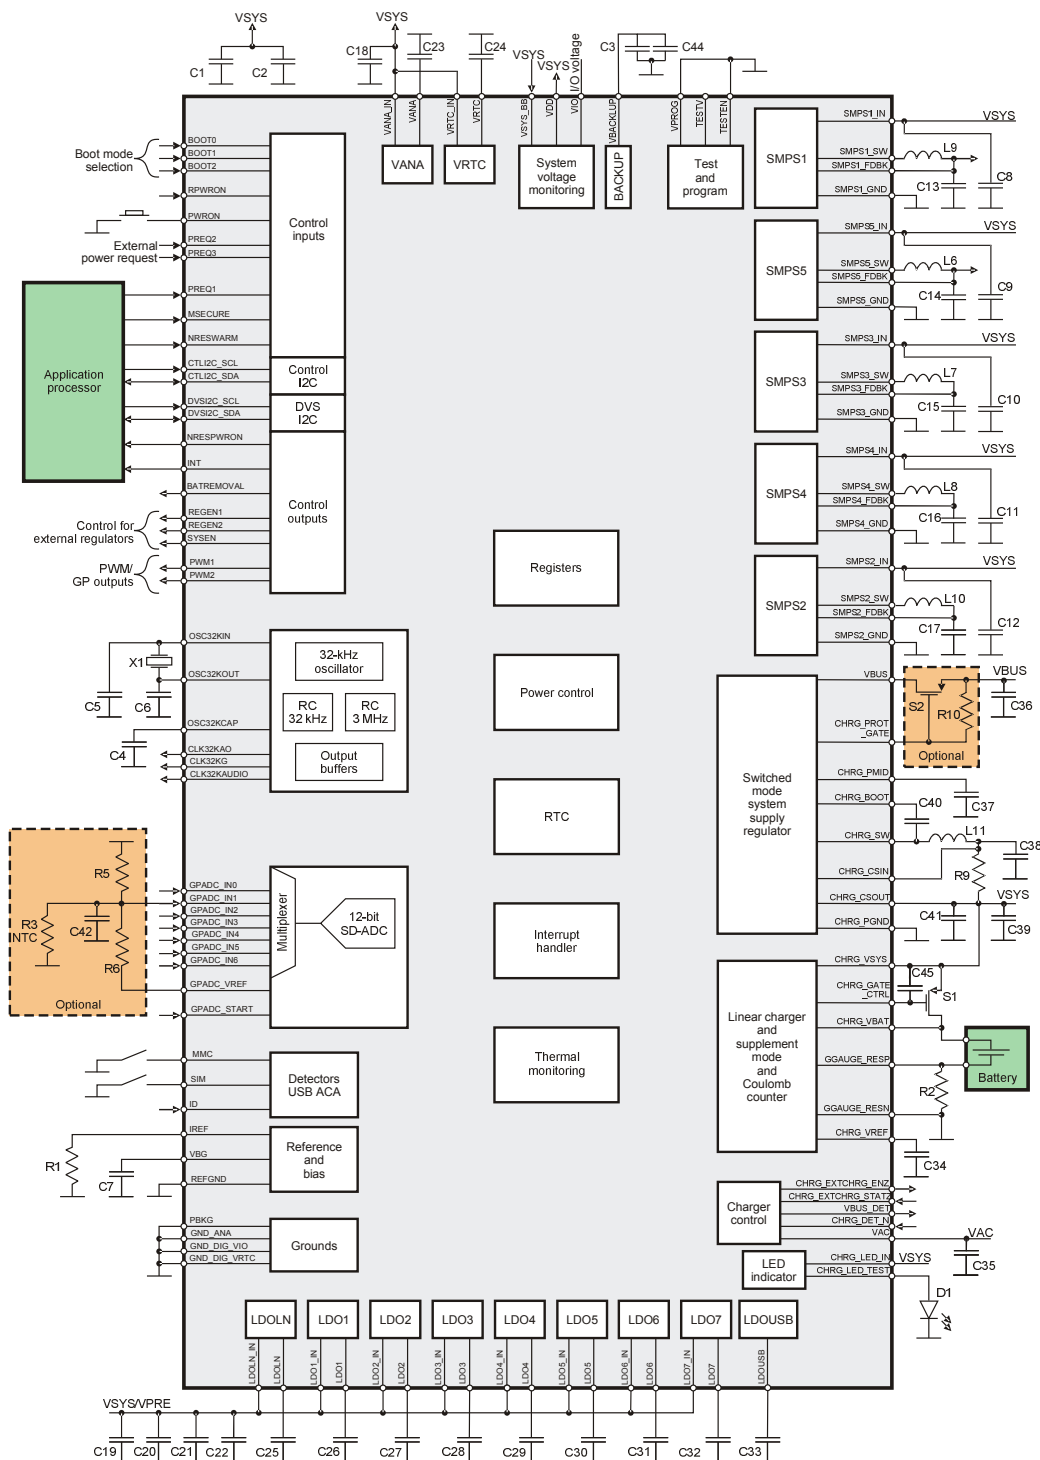 VSYS
C1
C2
VSYS
C18
C23
C24
VSYS
VSYS
I/O voltage
C3
C44
VANA_IN
VANA
VRTC_IN
VRTC
VSYS_BB
VDD
VIO
VBACKUP
VPROG
TESTV
TESTEN
VANA
VRTC
System
voltage
monitoring
BACKUP
Test
and
program
Boot mode
selection
BOOT0
BOOT1
BOOT2
RPWRON
PWRON
External
power request
PREQ2
PREQ3
PREQ1
MSECURE
NRESWARM
Control
inputs
Application
processor
CTLI2C_SCL
CTLI2C_SDA
Control
I2C
DVSI2C_SCL
DVSI2C_SDA
DVS
I2C
NRESPWRON
INT
BATREMOVAL
Control for
external regulators
REGEN1
REGEN2
SYSEN
PWM/
GP outputs
PWM1
PWM2
Control
outputs
SMPS1
SMPS1_IN
SMPS1_SW
SMPS1_FDBK
SMPS1_GND
VSYS
L9
C13
C8
SMPS5
SMPS5_IN
SMPS5_SW
SMPS5_FDBK
SMPS5_GND
VSYS
L6
C14
C9
SMPS3
SMPS3_IN
SMPS3_SW
SMPS3_FDBK
SMPS3_GND
VSYS
L7
C15
C10
SMPS4
SMPS4_IN
SMPS4_SW
SMPS4_FDBK
SMPS4_GND
VSYS
L8
C16
C11
SMPS2
SMPS2_IN
SMPS2_SW
SMPS2_FDBK
SMPS2_GND
VSYS
L10
C17
C12
Registers
Power control
RTC
Interrupt
handler
Thermal
monitoring
X1
C5
C6
C4
OSC32KIN
OSC32KOUT
OSC32KCAP
CLK32KAO
CLK32KG
CLK32KAUDIO
32-kHz
oscillator
RC
32 kHz
RC
3 MHz
Output
buffers
R5
R3
NTC
C42
R6
Optional
GPADC_IN0
GPADC_IN1
GPADC_IN2
GPADC_IN3
GPADC_IN4
GPADC_IN5
GPADC_IN6
GPADC_VREF
GPADC_START
Multiplexer
12-bit
SD-ADC
MMC
SIM
ID
Detectors
USB ACA
R1
C7
IREF
VBG
REFGND
Reference
and
bias
PBKG
GND_ANA
GND_DIG_VIO
GND_DIG_VRTC
Grounds
Switched
mode
system
supply
regulator
VBUS
CHRG_PROT
_GATE
CHRG_PMID
CHRG_BOOT
CHRG_SW
CHRG_CSIN
CHRG_CSOUT
CHRG_PGND
S2
R10
Optional
VBUS
C36
C37
C40
L11
C38
R9
VSYS
C41
C39
Linear charger
and
supplement
mode
and
Coulomb
counter
CHRG_VSYS
CHRG_GATE
_CTRL
CHRG_VBAT
GGAUGE_RESP
GGAUGE_RESN
CHRG_VREF
C45
S1
Battery
R2
C34
Charger
control
CHRG_EXTCHRG_ENZ
CHRG_EXTCHRG_STATZ
VBUS_DET
CHRG_DET_N
VAC
VAC
C35
LED
indicator
CHRG_LED_IN
CHRG_LED_TEST
VSYS
D1
LDOLN
LDO1
LDO2
LDO3
LDO4
LDO5
LDO6
LDO7
LDOUSB
LDOLN_IN
LDOLN
LDO1_IN
LDO1
LDO2_IN
LDO2
LDO3_IN
LDO3
LDO4_IN
LDO4
LDO5_IN
LDO5
LDO6_IN
LDO6
LDO7_IN
LDO7
LDOUSB
VSYS/VPRE
C19
C20
C21
C22
C25
C26
C27
C28
C29
C30
C31
C32
C33